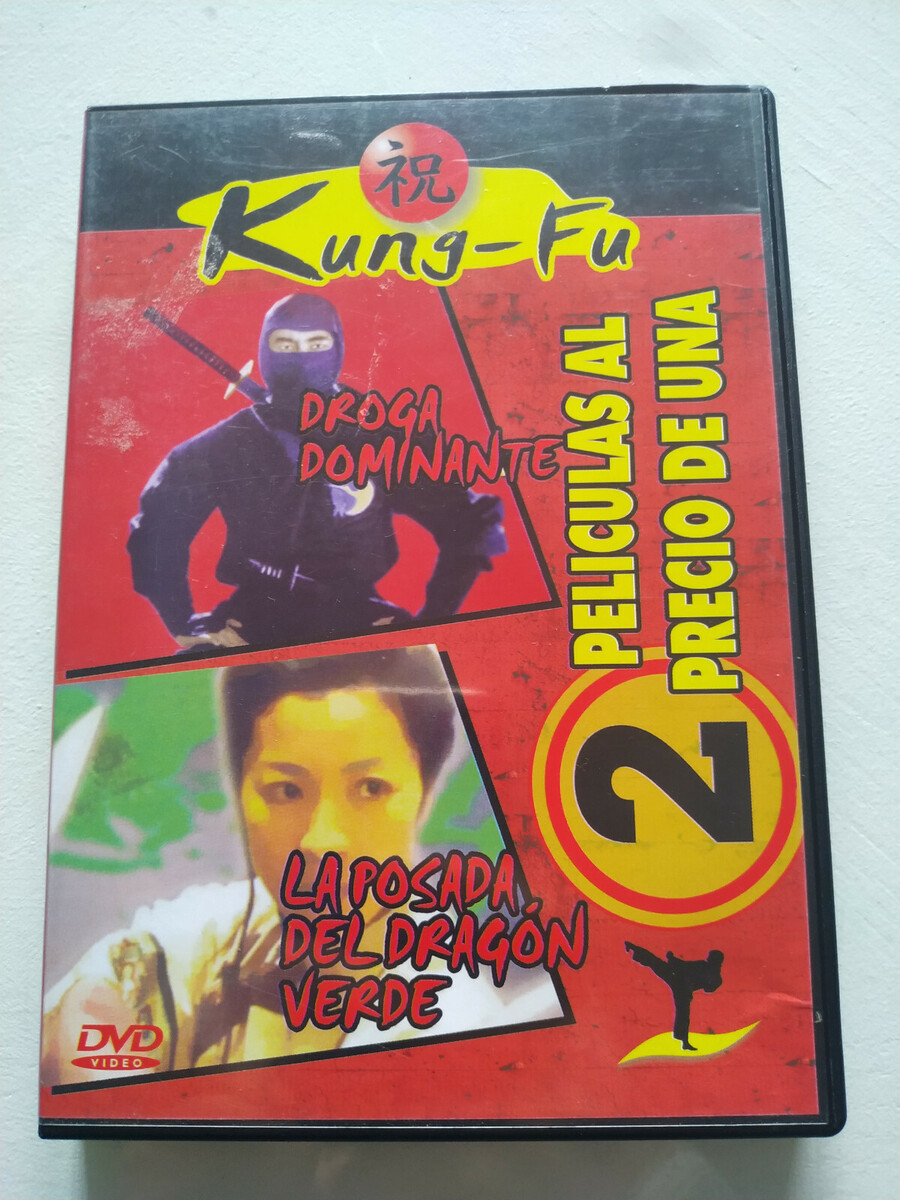 祝
Kung-Fu
DROGA
DOMINANTE
2
PELICULAS AL
PRECIO DE UNA
LA POSADA
DEL DRAGÓN
VERDE
DVD
VIDEO